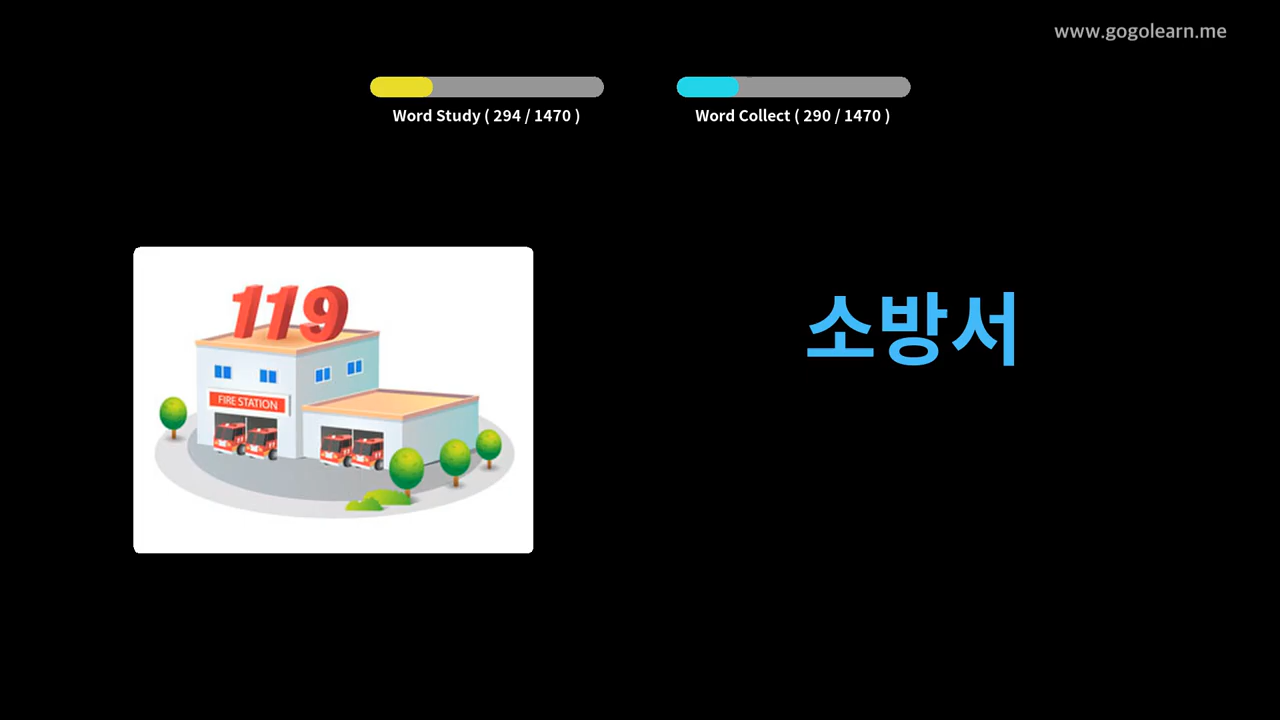 www.gogolearn.me
Word Study ( 294 / 1470 )
Word Collect ( 290 / 1470 )
119
FIRE STATION
소방서